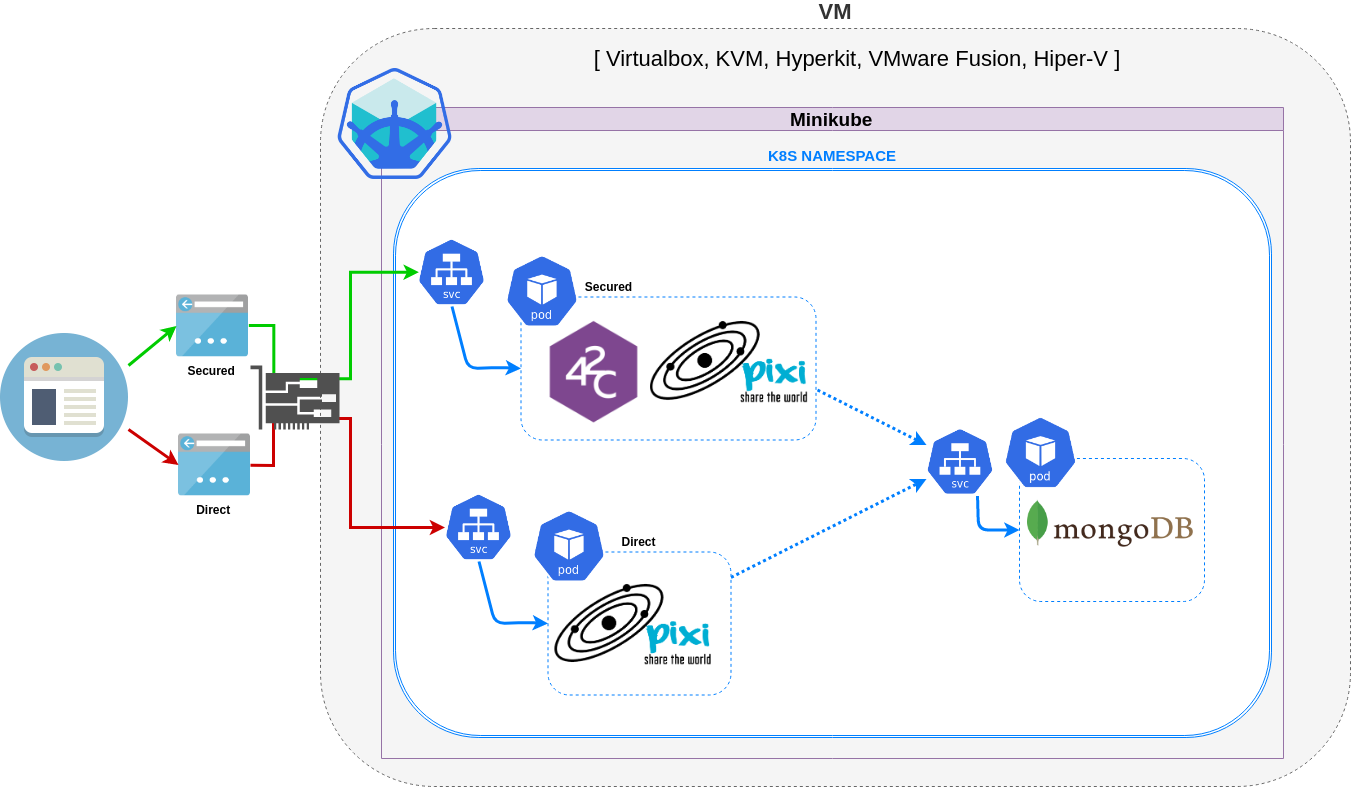 VM
[ Virtualbox, KVM, Hyperkit, VMware Fusion, Hiper-V ]
Minikube
K8S NAMESPACE
svc
pod
Secured
42C
pixi
share the world
Secured
Direct
svc
pod
mongoDB
svc
pod
Direct
pixi
share the world